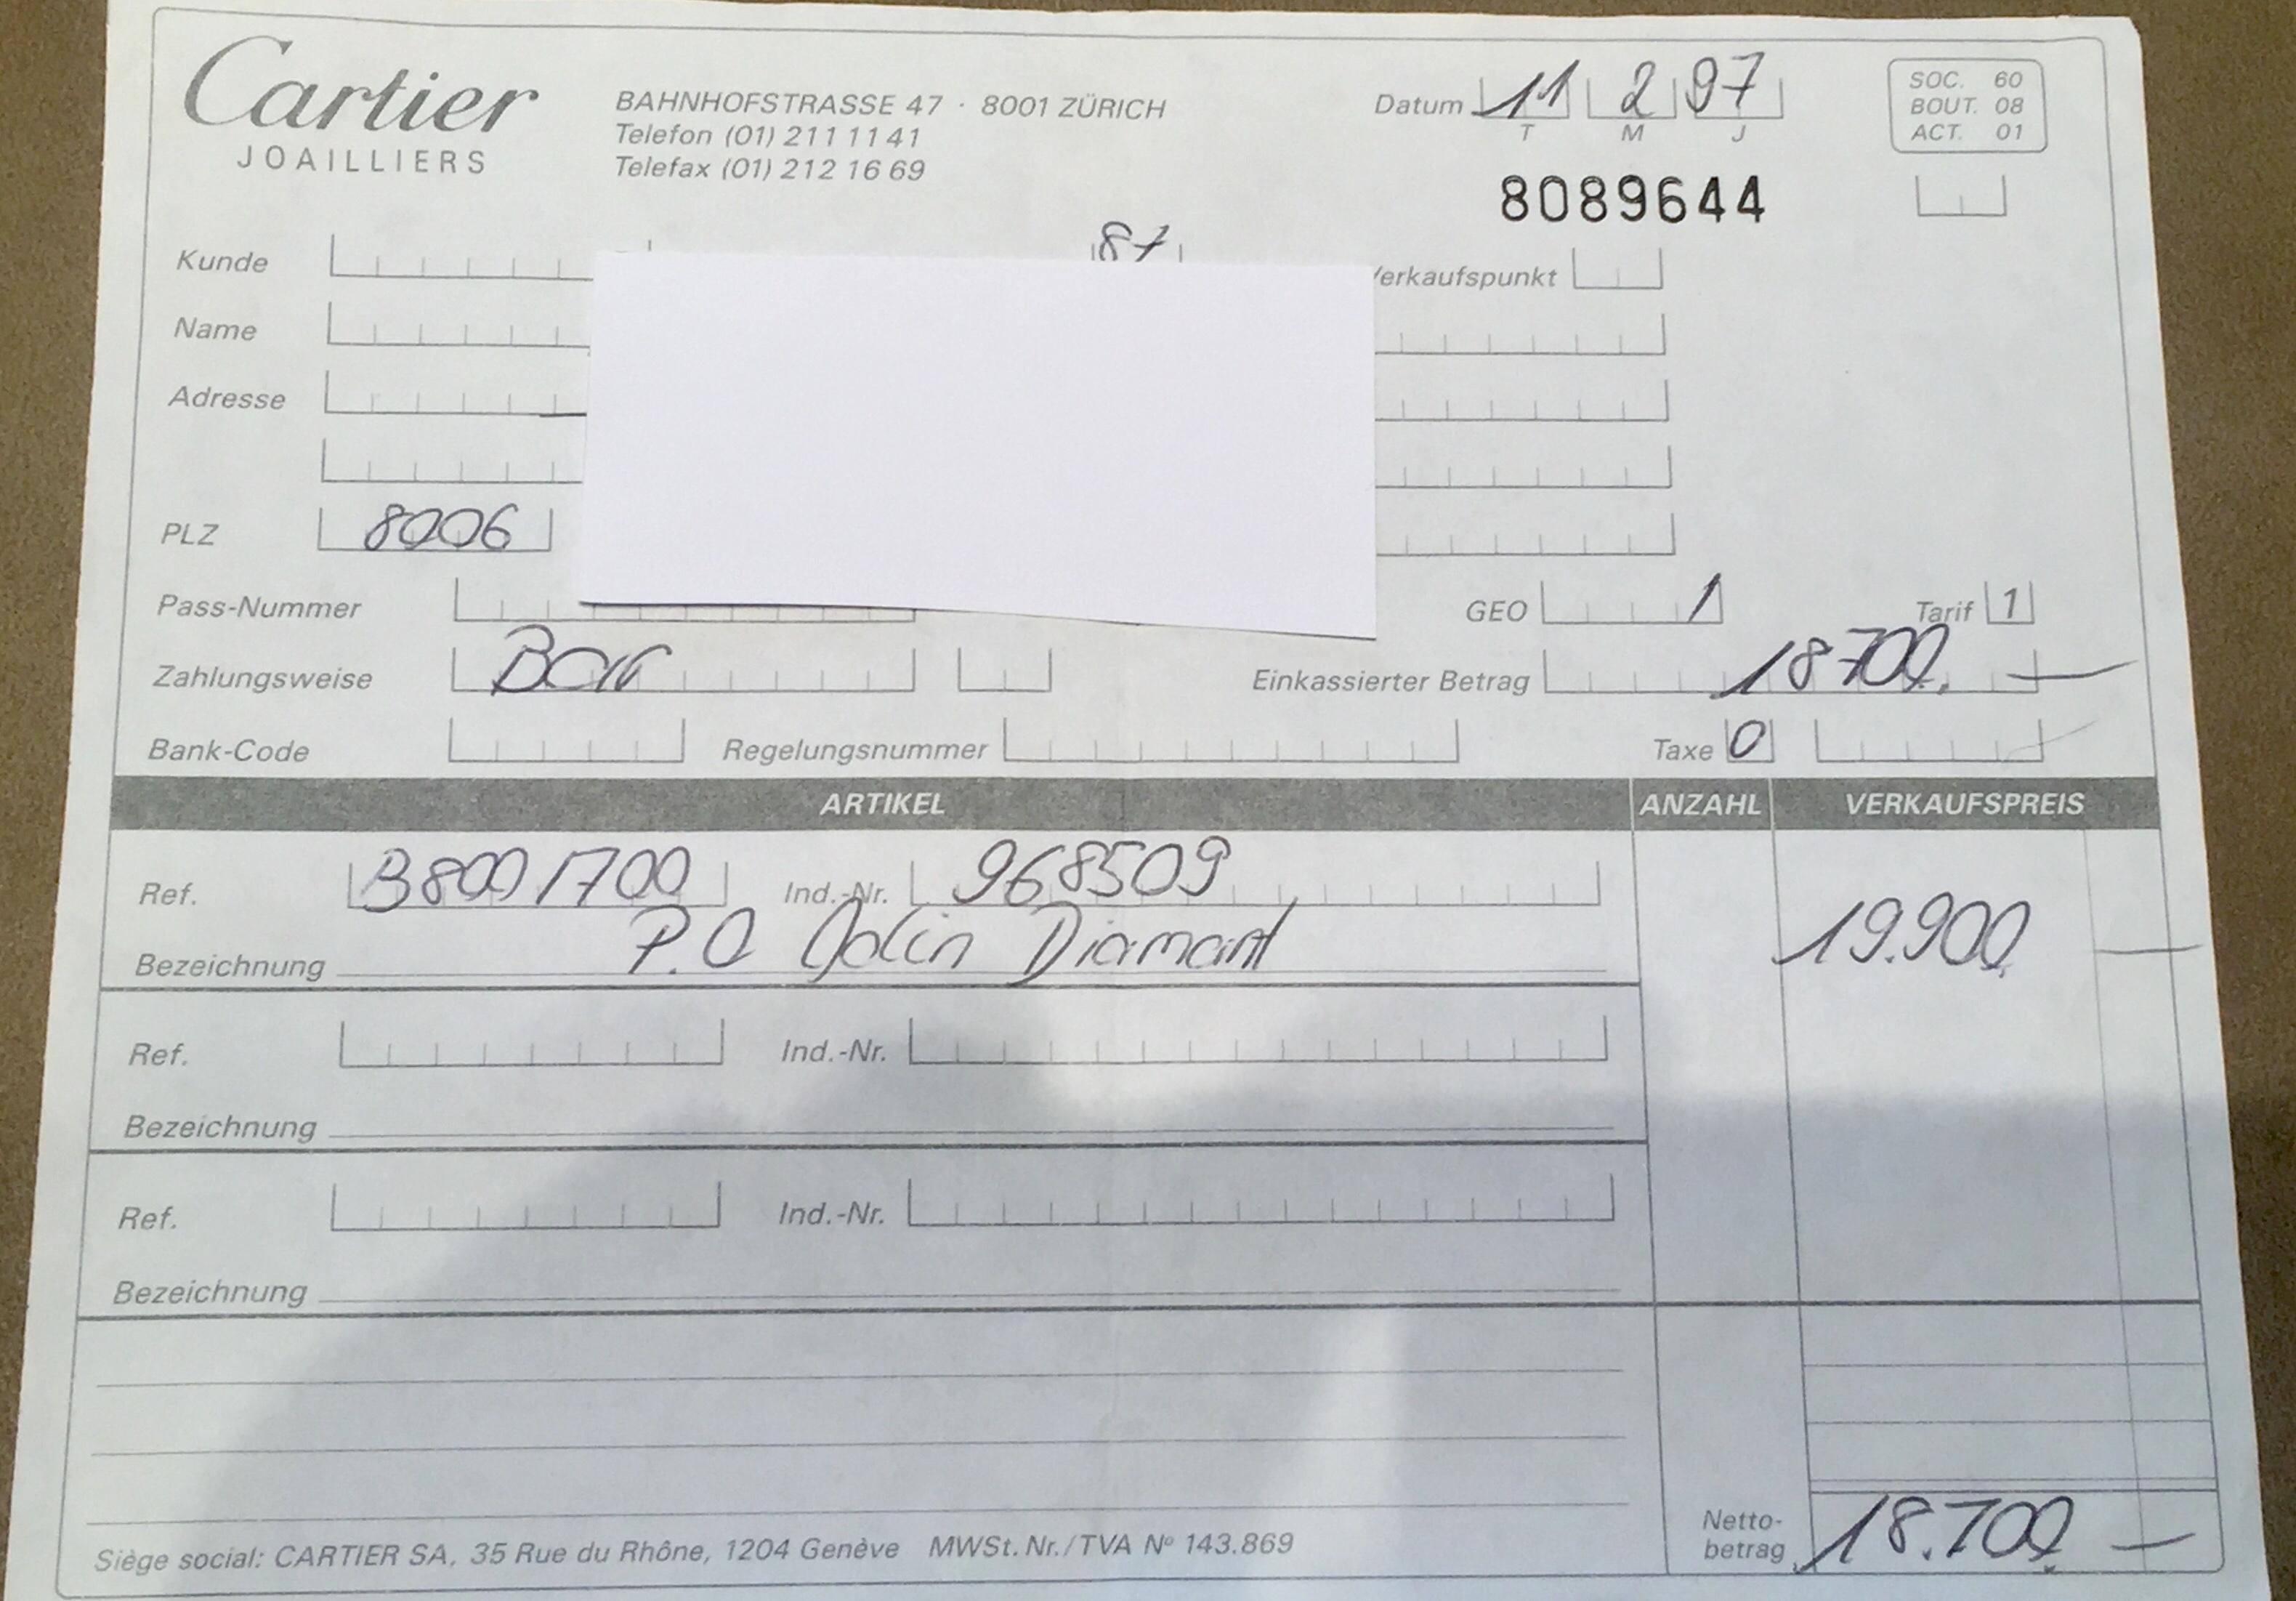 Cartier
JOAILLIERS
BAHNHOFSTRASSE 47 · 8001 ZÜRICH
Telefon (01) 211 11 41
Telefax (01) 212 16 69
Datum 11 2 97
T M J
SOC. 60
BOUT. 08
ACT. 01
8089644
87
Kunde
Verkaufspunkt
Name
Adresse
PLZ 8006
Pass-Nummer
GEO 1 Tarif 1
Zahlungsweise Bar Einkassierter Betrag 18700.—
Bank-Code Regelungsnummer Taxe 0
ARTIKEL ANZAHL VERKAUFSPREIS
Ref. B8001700 Ind.-Nr. 968509
Bezeichnung P.O Diamant 19.900.—
Ref. Ind.-Nr.
Bezeichnung
Ref. Ind.-Nr.
Bezeichnung
Netto-
betrag 18.700.—
Siège social: CARTIER SA, 35 Rue du Rhône, 1204 Genève MWSt. Nr./TVA Nº 143.869